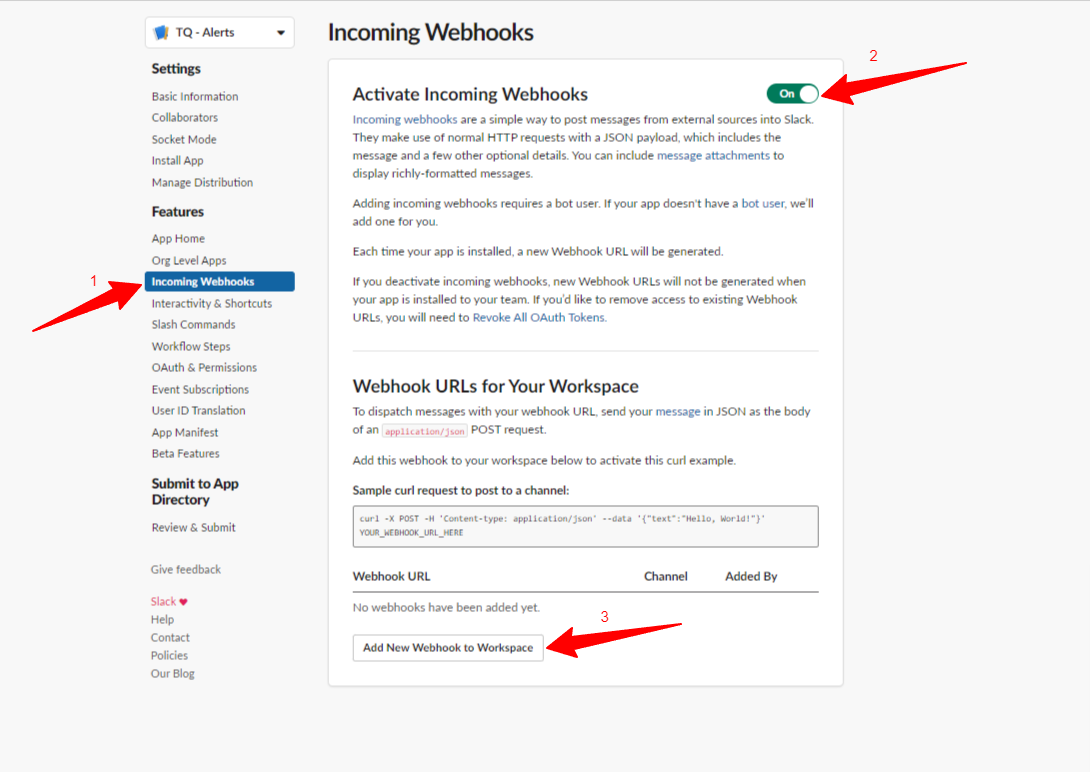 TQ - Alerts
Settings
Basic Information
Collaborators
Socket Mode
Install App
Manage Distribution
Features
App Home
Org Level Apps
1
Incoming Webhooks
Interactivity & Shortcuts
Slash Commands
Workflow Steps
OAuth & Permissions
Event Subscriptions
User ID Translation
App Manifest
Beta Features
Submit to App
Directory
Review & Submit
Give feedback
Slack ♥
Help
Contact
Policies
Our Blog
Incoming Webhooks
2
Activate Incoming Webhooks
On
Incoming webhooks are a simple way to post messages from external sources into Slack.
They make use of normal HTTP requests with a JSON payload, which includes the
message and a few other optional details. You can include message attachments to
display richly-formatted messages.
Adding incoming webhooks requires a bot user. If your app doesn't have a bot user, we'll
add one for you.
Each time your app is installed, a new Webhook URL will be generated.
If you deactivate incoming webhooks, new Webhook URLs will not be generated when
your app is installed to your team. If you'd like to remove access to existing Webhook
URLs, you will need to Revoke All OAuth Tokens.
Webhook URLs for Your Workspace
To dispatch messages with your webhook URL, send your message in JSON as the body
of an application/json POST request.
Add this webhook to your workspace below to activate this curl example.
Sample curl request to post to a channel:
curl -X POST -H 'Content-type: application/json' --data '{"text":"Hello, World!"}'
YOUR_WEBHOOK_URL_HERE
Webhook URL Channel Added By
No webhooks have been added yet.
3
Add New Webhook to Workspace